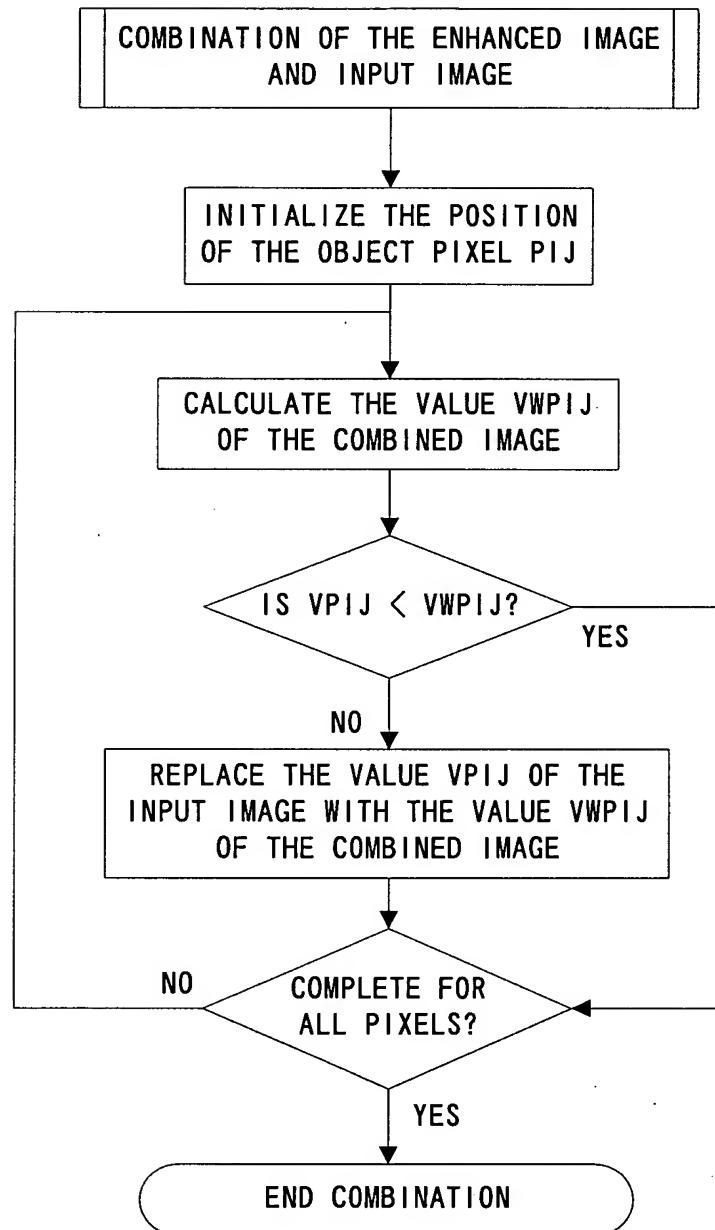 COMBINATION OF THE ENHANCED IMAGE
AND INPUT IMAGE
INITIALIZE THE POSITION
OF THE OBJECT PIXEL PIJ
CALCULATE THE VALUE VWPIJ
OF THE COMBINED IMAGE
IS VPIJ < VWPIJ?
YES
NO
REPLACE THE VALUE VPIJ OF THE
INPUT IMAGE WITH THE VALUE VWPIJ
OF THE COMBINED IMAGE
NO
COMPLETE FOR
ALL PIXELS?
YES
END COMBINATION